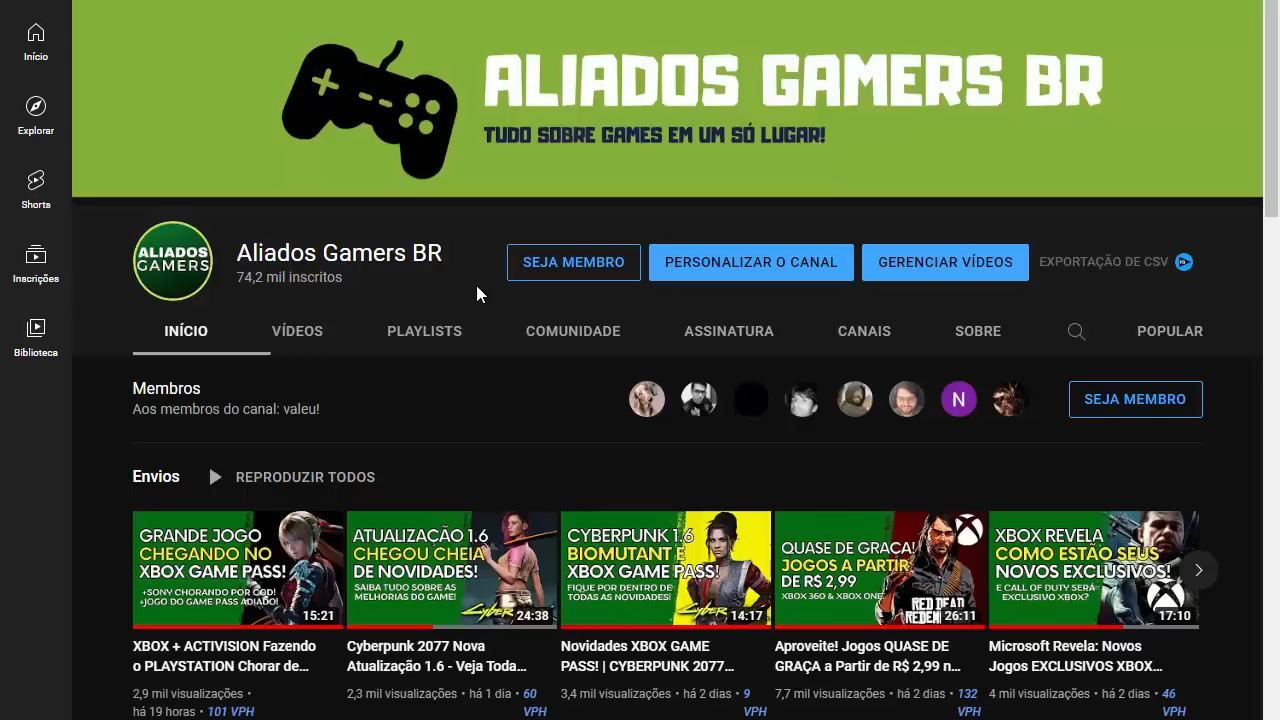 Início
Explorar
Shorts
Inscrições
Biblioteca
ALIADOS GAMERS BR
TUDO SOBRE GAMES EM UM SÓ LUGAR!
ALIADOS
GAMERS
Aliados Gamers BR
74,2 mil inscritos
SEJA MEMBRO
PERSONALIZAR O CANAL
GERENCIAR VÍDEOS
EXPORTAÇÃO DE CSV
INÍCIO
VÍDEOS
PLAYLISTS
COMUNIDADE
ASSINATURA
CANAIS
SOBRE
POPULAR
Membros
Aos membros do canal: valeu!
N
SEJA MEMBRO
Envios
REPRODUZIR TODOS
GRANDE JOGO
CHEGANDO NO
XBOX GAME PASS!
+SONY CHORANDO POR COD!
+JOGO DO GAME PASS ADIADO!
15:21
XBOX + ACTIVISION Fazendo
o PLAYSTATION Chorar de...
2,9 mil visualizações •
há 19 horas • 101 VPH
ATUALIZAÇÃO 1.6
CHEGOU CHEIA
DE NOVIDADES!
SAIBA TUDO SOBRE AS
MELHORIAS DO GAME!
Cyber
24:38
Cyberpunk 2077 Nova
Atualização 1.6 - Veja Toda...
2,3 mil visualizações • há 1 dia • 60
VPH
CYBERPUNK 1.6
BIOMUTANT E
XBOX GAME PASS!
FIQUE POR DENTRO DE
TODAS AS NOVIDADES!
Cyber
14:17
Novidades XBOX GAME
PASS! | CYBERPUNK 2077...
3,4 mil visualizações • há 2 dias • 9
VPH
QUASE DE GRAÇA!
JOGOS A PARTIR
DE R$ 2,99
XBOX 360 & XBOX ONE
RED DEAD
26:11
Aproveite! Jogos QUASE DE
GRAÇA a Partir de R$ 2,99 n...
7,7 mil visualizações • há 2 dias • 132
VPH
XBOX REVELA
COMO ESTÃO SEUS
NOVOS EXCLUSIVOS!
E CALL OF DUTY SERÁ
EXCLUSIVO XBOX?
17:10
Microsoft Revela: Novos
Jogos EXCLUSIVOS XBOX...
4 mil visualizações • há 2 dias • 46
VPH